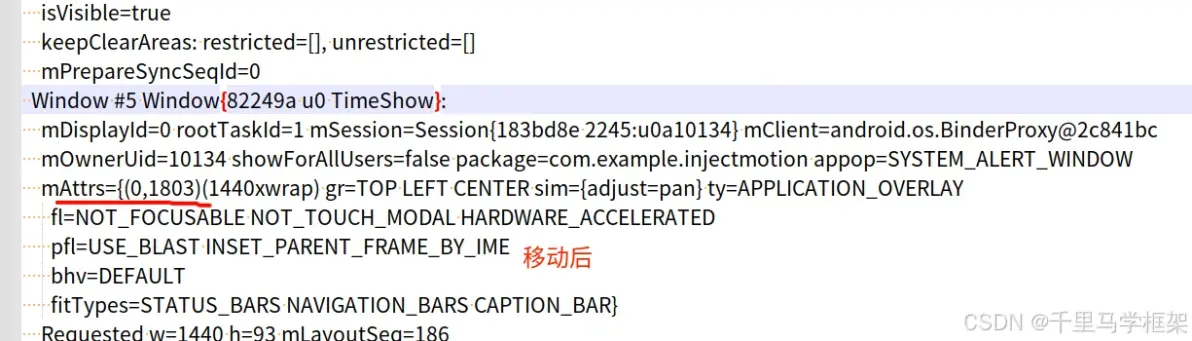 isVisible=true
keepClearAreas: restricted=[], unrestricted=[]
mPrepareSyncSeqId=0
Window #5 Window{82249a u0 TimeShow}:
mDisplayId=0 rootTaskId=1 mSession=Session{183bd8e 2245:u0a10134} mClient=android.os.BinderProxy@2c841bc
mOwnerUid=10134 showForAllUsers=false package=com.example.injectmotion appop=SYSTEM_ALERT_WINDOW
mAttrs={(0,1803)(1440xwrap) gr=TOP LEFT CENTER sim={adjust=pan} ty=APPLICATION_OVERLAY
fl=NOT_FOCUSABLE NOT_TOUCH_MODAL HARDWARE_ACCELERATED
pfl=USE_BLAST INSET_PARENT_FRAME_BY_IME
移动后
bhv=DEFAULT
fitTypes=STATUS_BARS NAVIGATION_BARS CAPTION_BAR}
Requested w=1440 h=93 mLayoutSeq=186
CSDN @千里马学框架